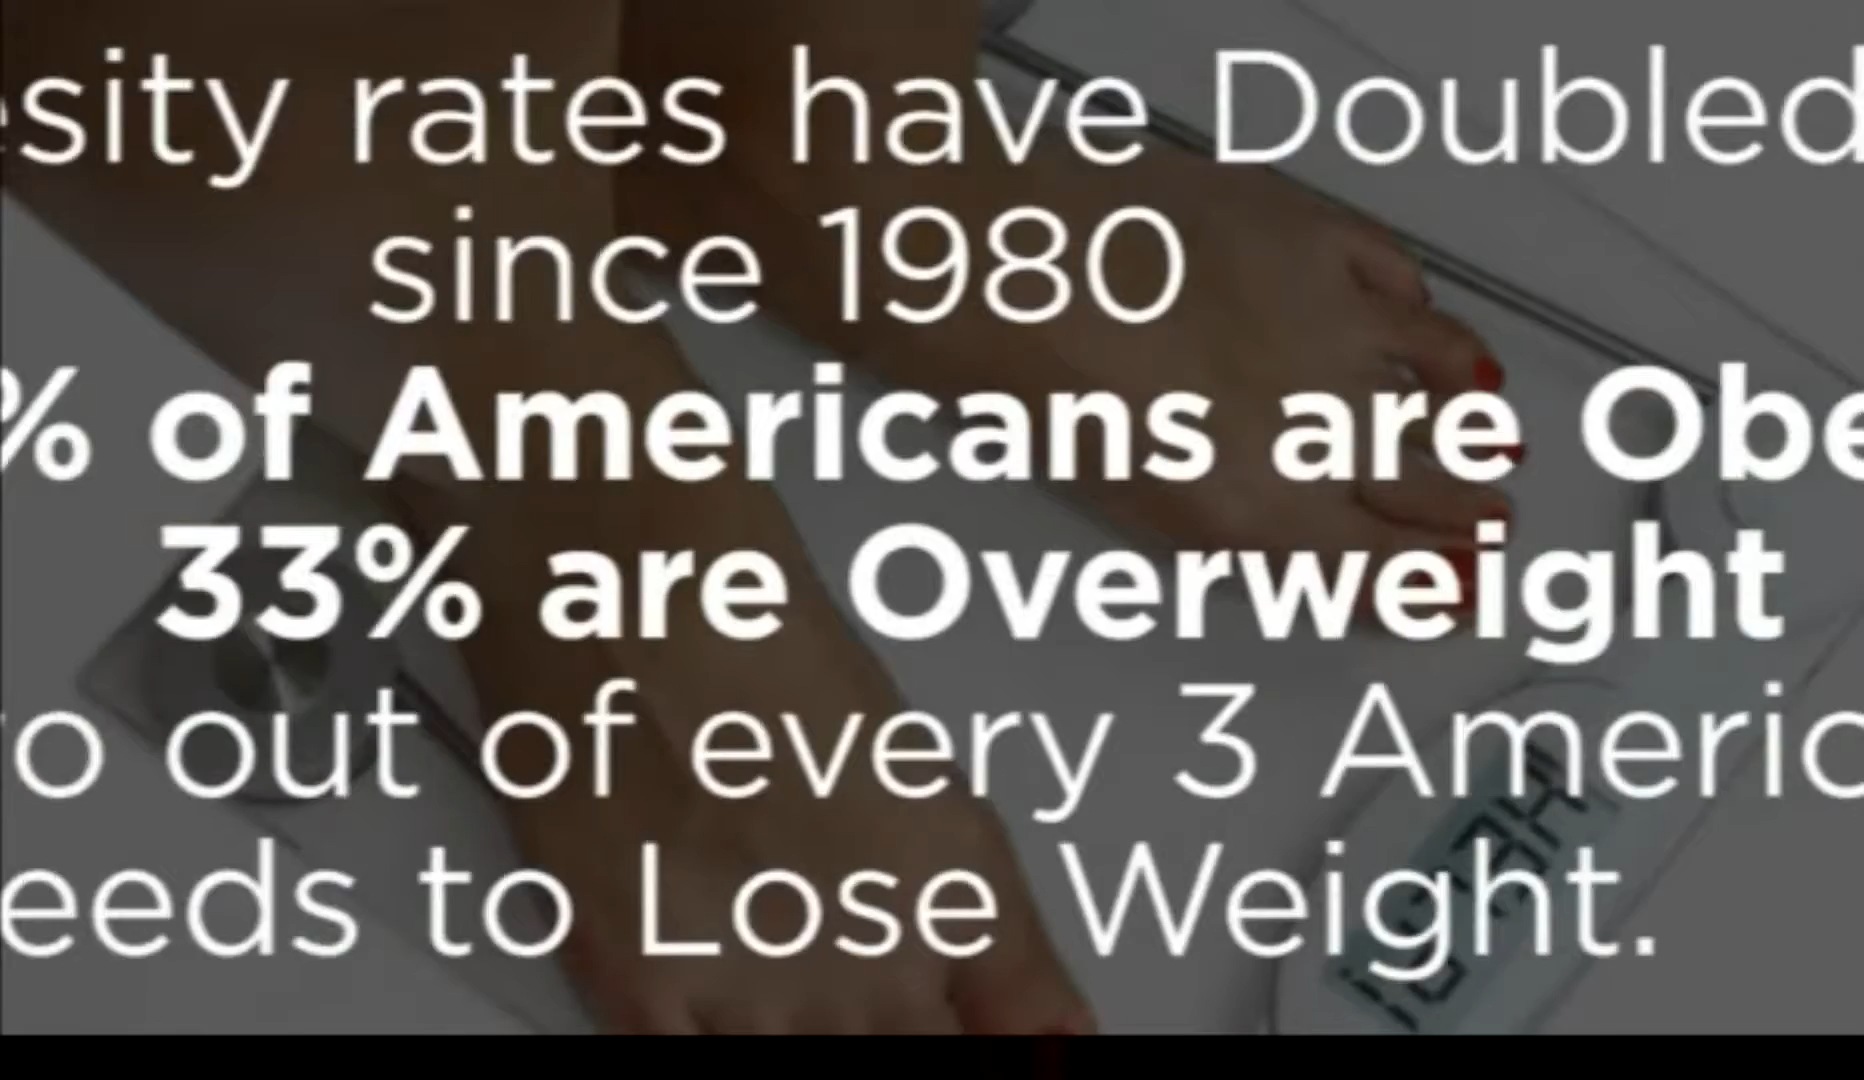 esity rates have Doubled
since 1980
% of Americans are Obe
33% are Overweight
o out of every 3 Americ
eeds to Lose Weight.